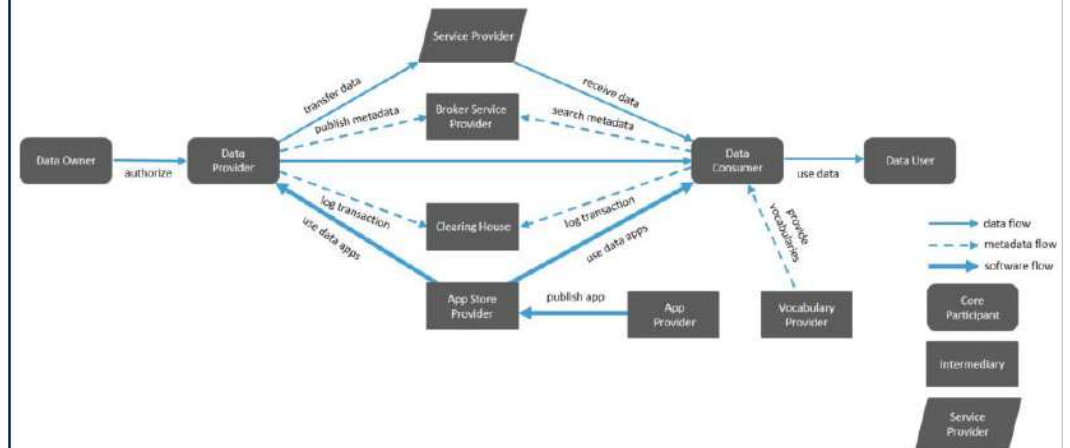 Service Provider
transfer data
receive data
publish metadata
Broker Service
Provider
search metadata
Data Owner
authorize
Data
Provider
Data
Consumer
use data
Data User
log transaction
Clearing House
log transaction
use data apps
use data apps
provide
vocabularies
data flow
metadata flow
software flow
App Store
Provider
publish app
App
Provider
Vocabulary
Provider
Core
Participant
Intermediary
Service
Provider